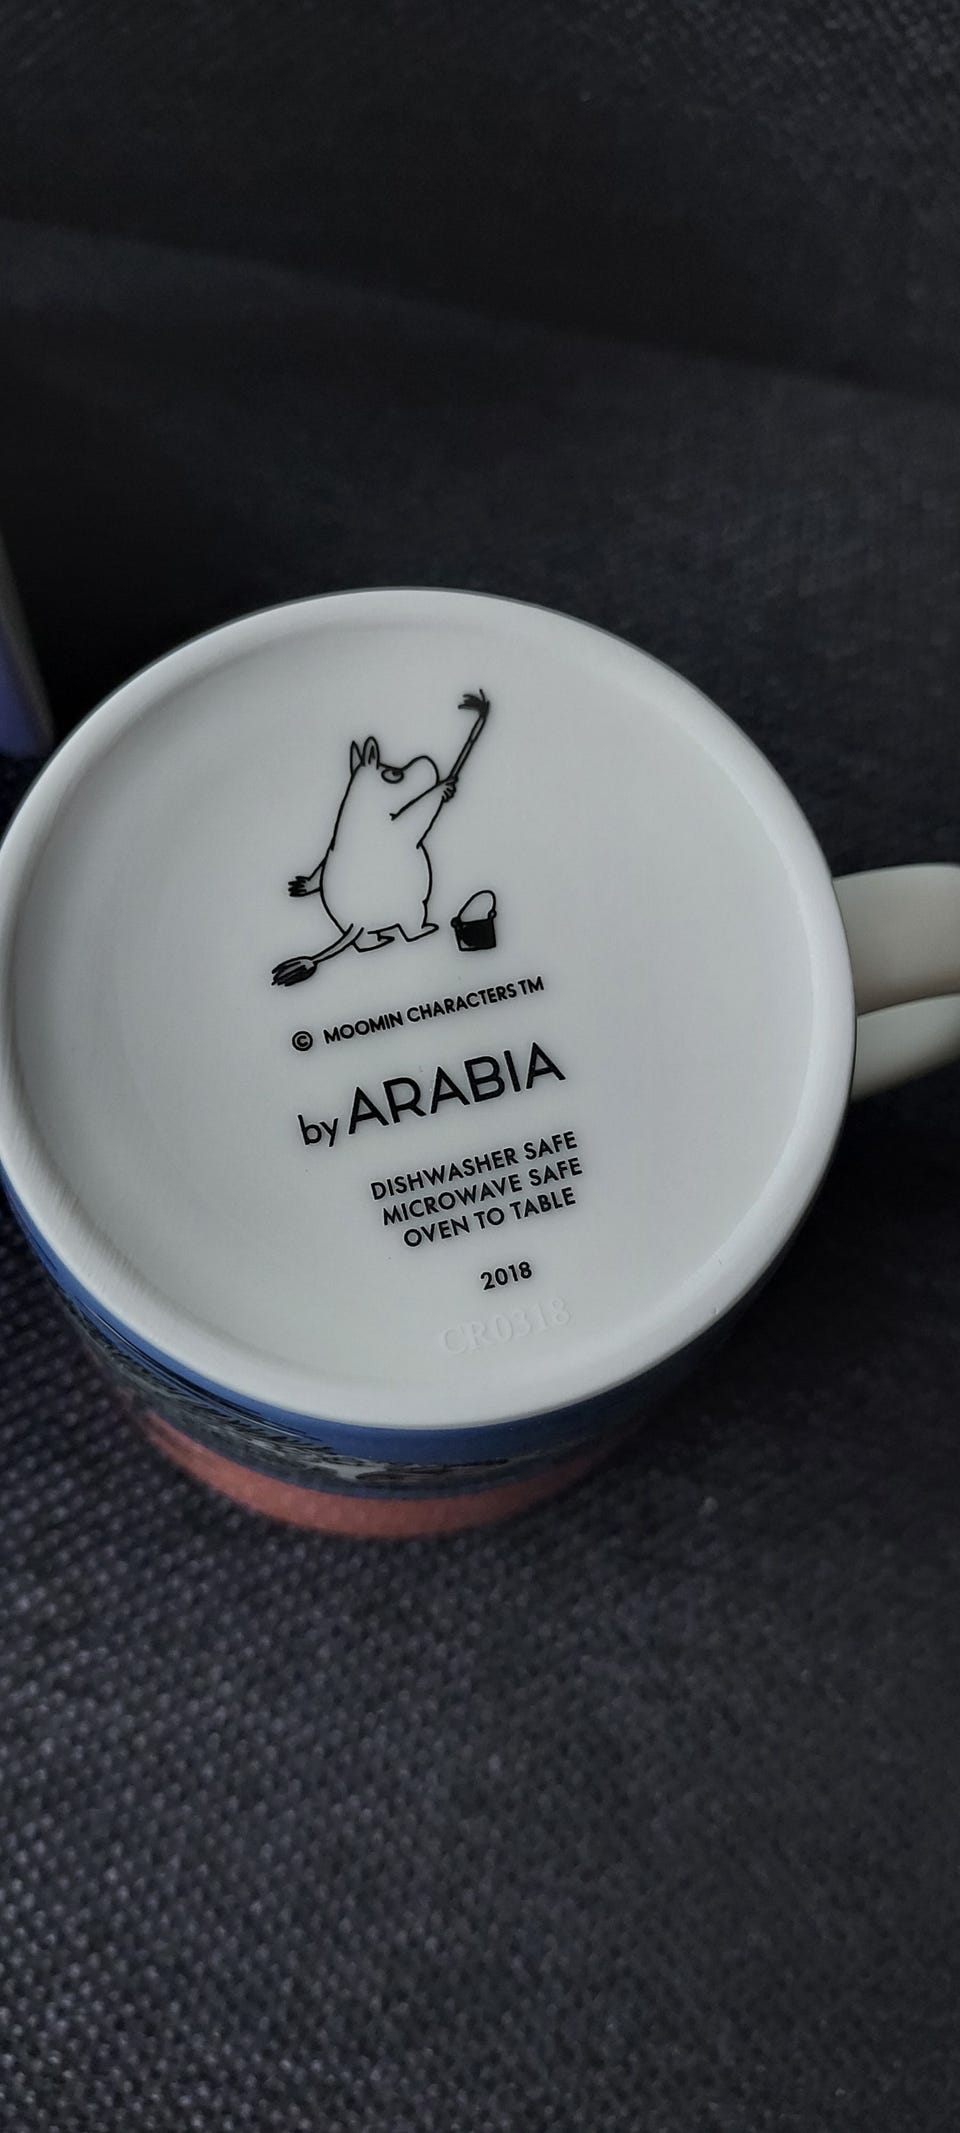 © MOOMIN CHARACTERS TM
by ARABIA
DISHWASHER SAFE
MICROWAVE SAFE
OVEN TO TABLE
2018
CR0318